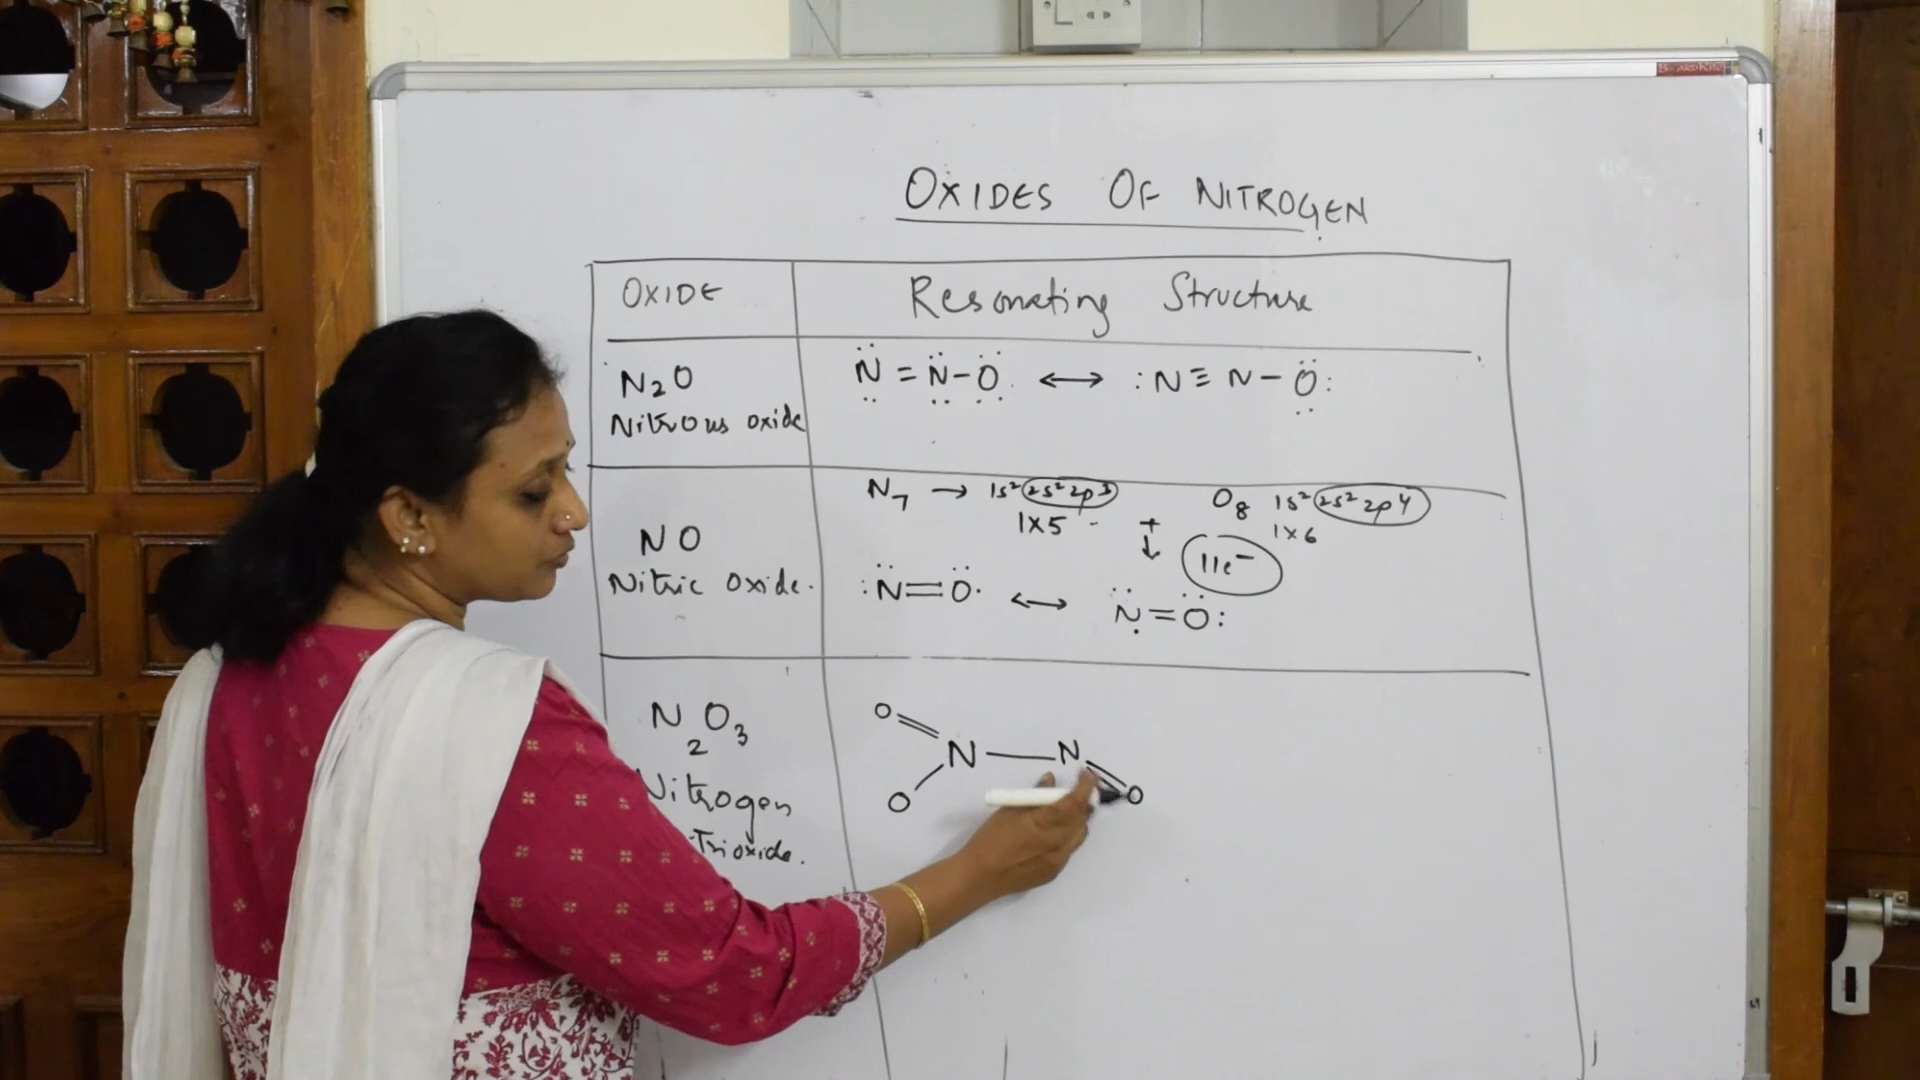 OXIDES OF NITROGEN
OXIDE
Resonating Structure
N₂O
Nitrous oxide
N̈ = N̈ – Ö ⟷ :N ≡ N – Ö:
NO
Nitric Oxide.
N₇ → 1s² 2s² 2p³
1x5
+
↓
O₈ 1s² 2s² 2p⁴
1x6
11e⁻
:N̈=Ö· ⟷ N̈=Ö:
N₂O₃
Nitrogen
Trioxide.
O
N — N
O
O